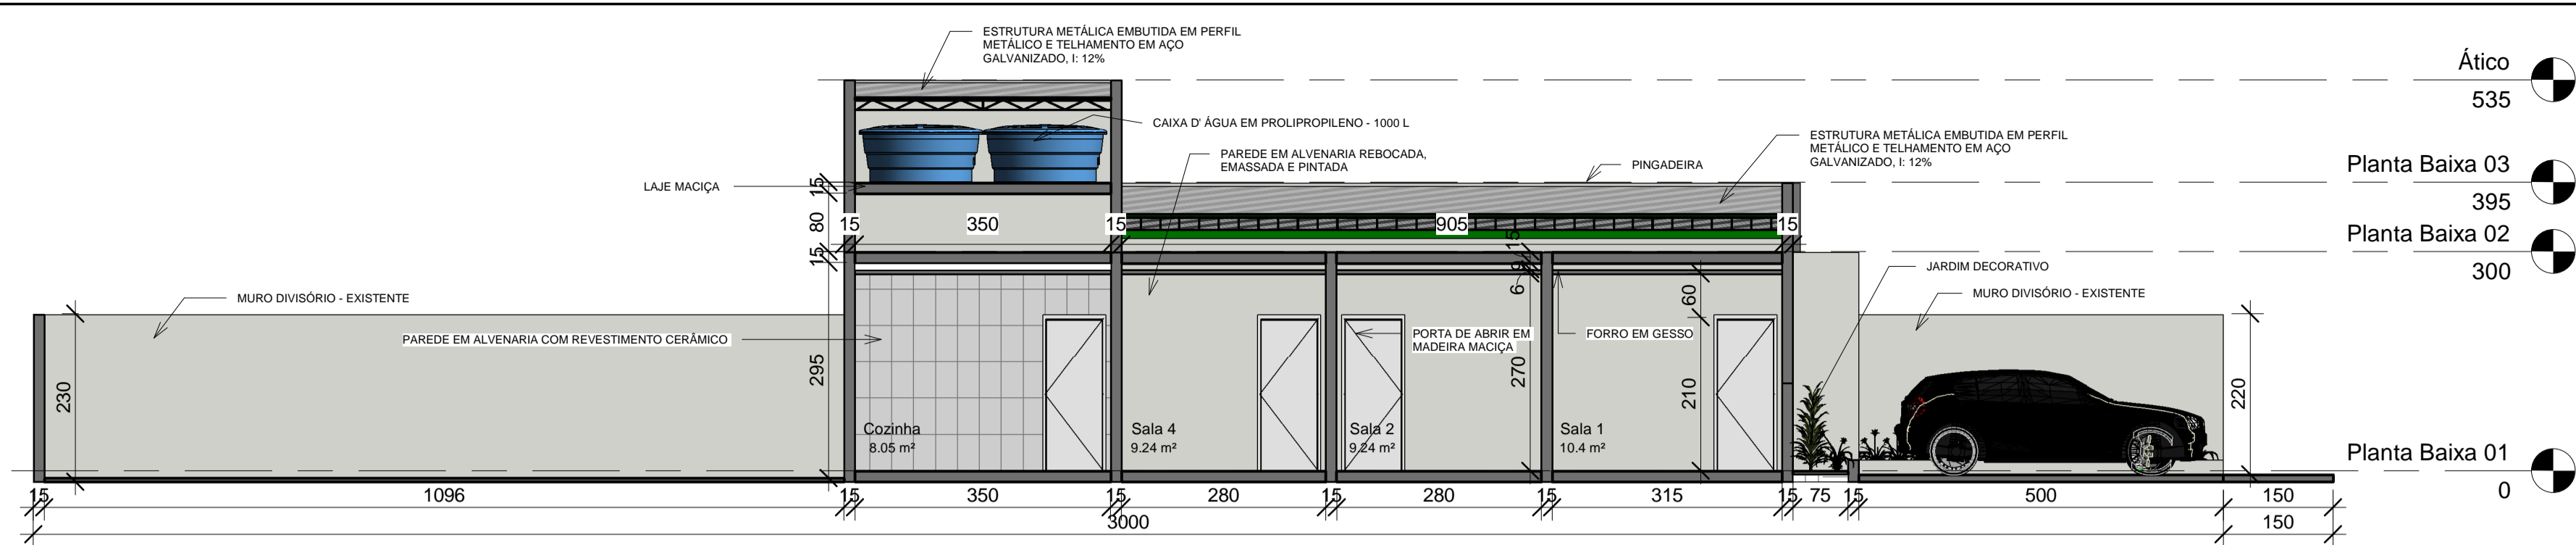 ESTRUTURA METÁLICA EMBUTIDA EM PERFIL
METÁLICO E TELHAMENTO EM AÇO
GALVANIZADO, I: 12%
Ático
535
CAIXA D' ÁGUA EM PROLIPROPILENO - 1000 L
ESTRUTURA METÁLICA EMBUTIDA EM PERFIL
METÁLICO E TELHAMENTO EM AÇO
GALVANIZADO, I: 12%
PAREDE EM ALVENARIA REBOCADA,
EMASSADA E PINTADA
PINGADEIRA
Planta Baixa 03
395
LAJE MACIÇA
15
80
15
15
350
15
905
15
Planta Baixa 02
300
15
9
6
JARDIM DECORATIVO
MURO DIVISÓRIO - EXISTENTE
MURO DIVISÓRIO - EXISTENTE
60
PAREDE EM ALVENARIA COM REVESTIMENTO CERÂMICO
PORTA DE ABRIR EM
MADEIRA MACIÇA
FORRO EM GESSO
230
295
270
210
220
Cozinha
8.05 m²
Sala 4
9.24 m²
Sala 2
9.24 m²
Sala 1
10.4 m²
Planta Baixa 01
0
15
1096
15
350
15
280
15
280
15
315
15
75
15
500
150
3000
150